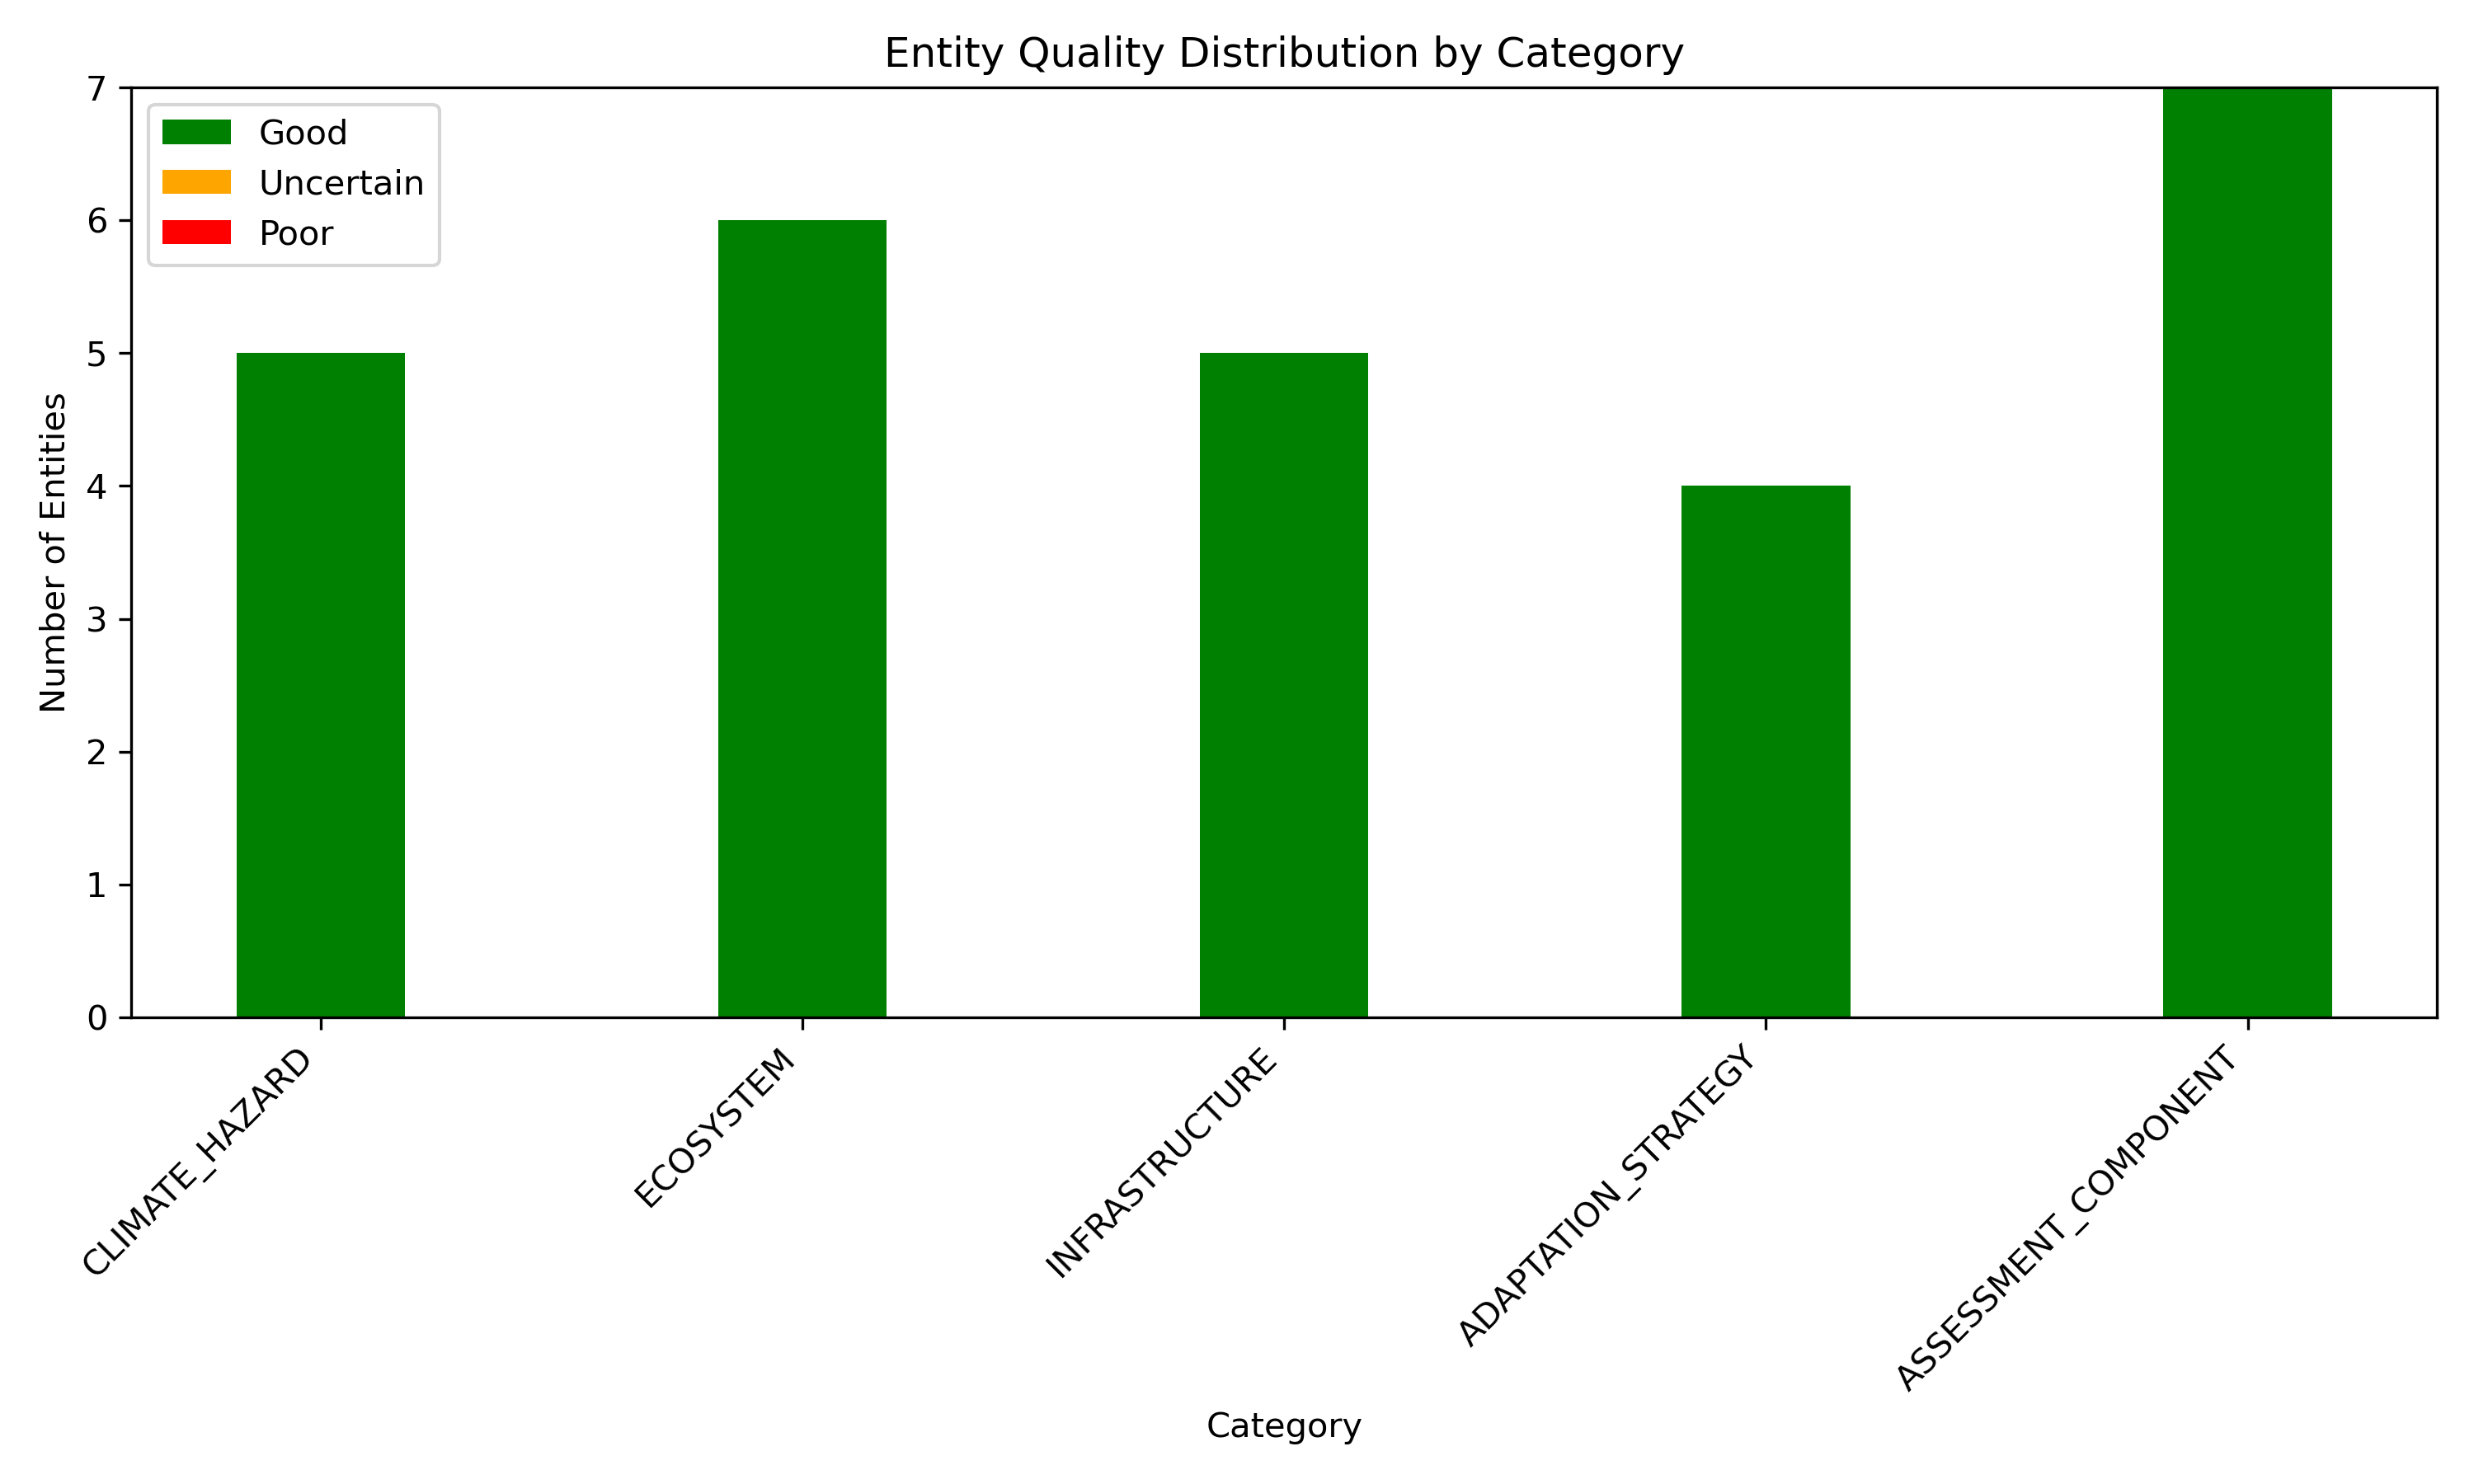 Entity Quality Distribution by Category
Good
Uncertain
Poor
Number of Entities
7
6
5
4
3
2
1
0
CLIMATE_HAZARD
ECOSYSTEM
INFRASTRUCTURE
ADAPTATION_STRATEGY
ASSESSMENT_COMPONENT
Category